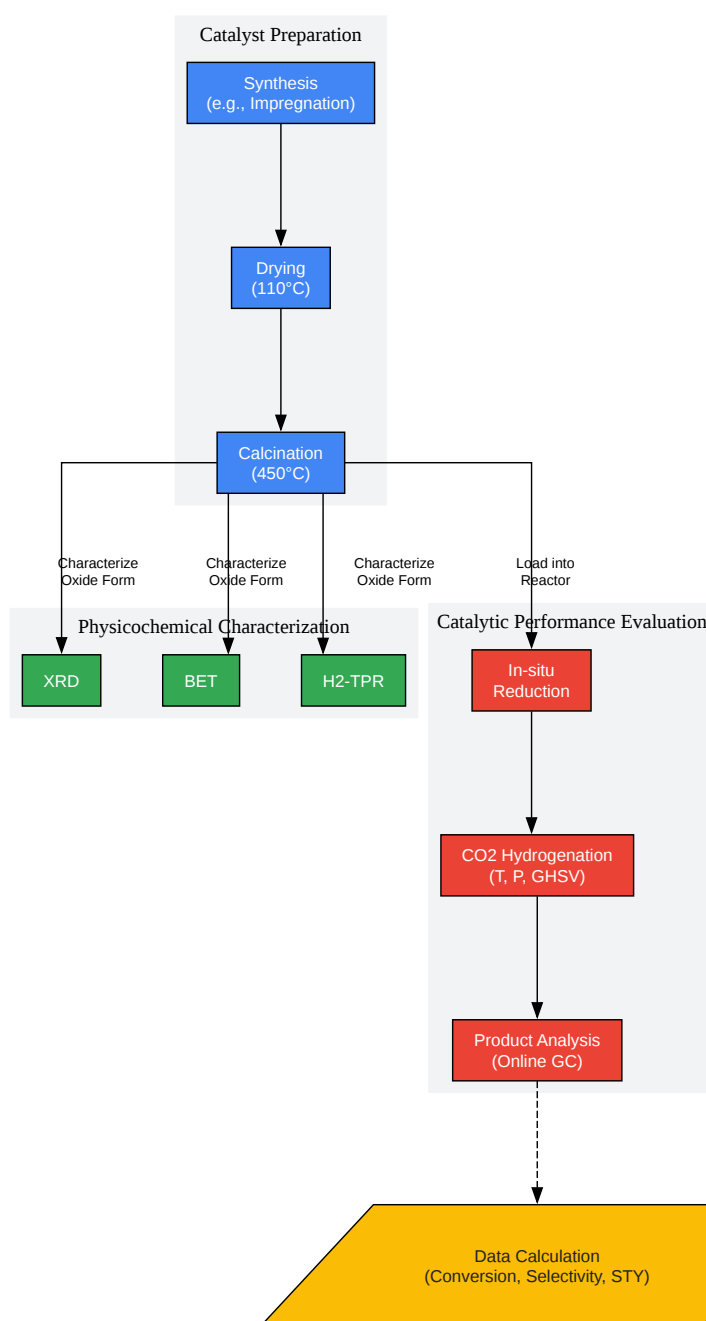 Catalyst Preparation
Synthesis
(e.g., Impregnation)
Drying
(110°C)
Calcination
(450°C)
Characterize
Oxide Form
Characterize
Oxide Form
Characterize
Oxide Form
Load into
Reactor
Physicochemical Characterization
XRD
BET
H2-TPR
Catalytic Performance Evaluation
In-situ
Reduction
CO2 Hydrogenation
(T, P, GHSV)
Product Analysis
(Online GC)
Data Calculation
(Conversion, Selectivity, STY)